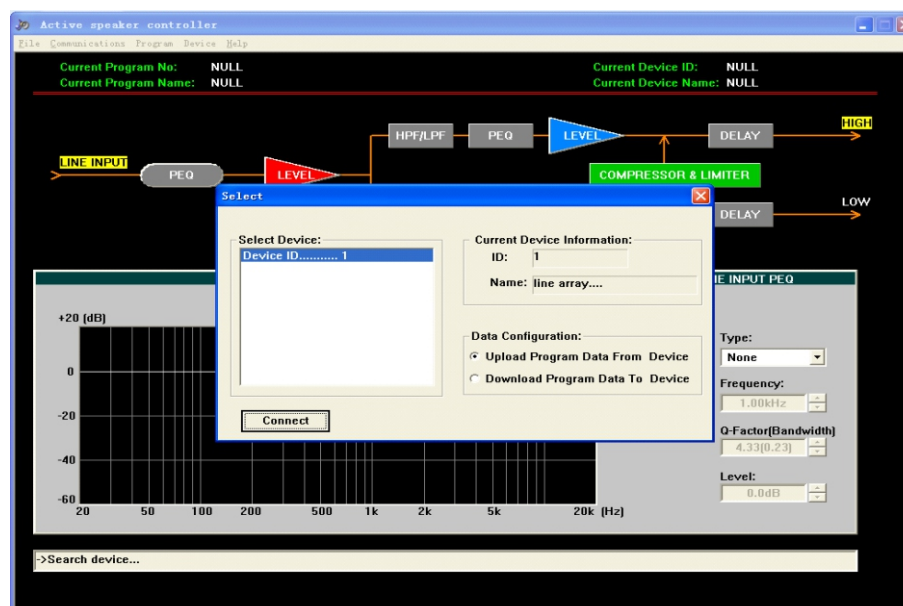 Active speaker controller
File Communications Program Device Help
Current Program No: NULL
Current Program Name: NULL
Current Device ID: NULL
Current Device Name: NULL
LINE INPUT
PEQ
LEVEL
HPF/LPF
PEQ
LEVEL
DELAY
HIGH
COMPRESSOR & LIMITER
DELAY
LOW
Select
Select Device:
Device ID........... 1
Current Device Information:
ID: 1
Name: line array....
Data Configuration:
Upload Program Data From Device
Download Program Data To Device
Connect
INPUT PEQ
+20 (dB)
0
-20
-40
-60
20 50 100 200 500 1k 2k 5k 20k (Hz)
Type:
None
Frequency:
1.00kHz
Q-Factor(Bandwidth)
4.33(0.23)
Level:
0.0dB
->Search device...